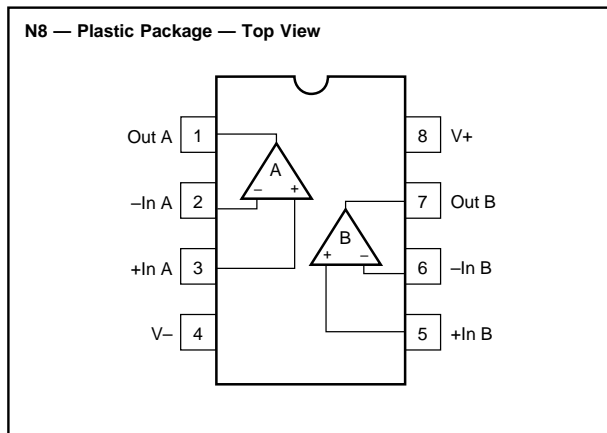 N8 — Plastic Package — Top View
Out A 1
8 V+
A
– +
–In A 2
7 Out B
B
+ –
+In A 3
6 –In B
V– 4
5 +In B